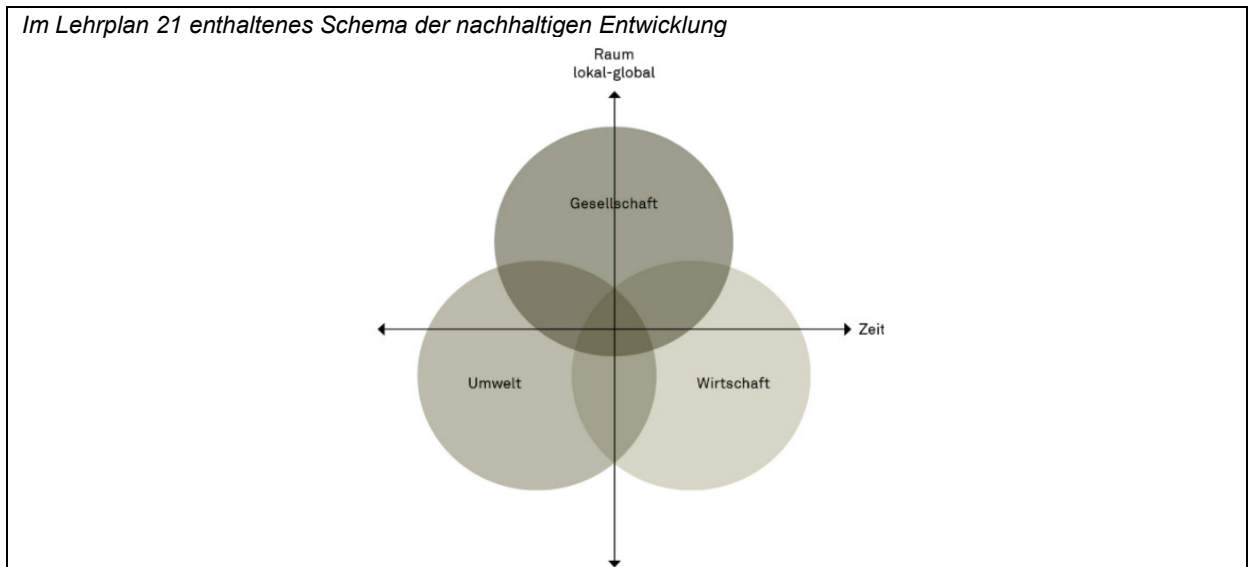 Im Lehrplan 21 enthaltenes Schema der nachhaltigen Entwicklung
Raum
lokal-global
Gesellschaft
Zeit
Umwelt
Wirtschaft